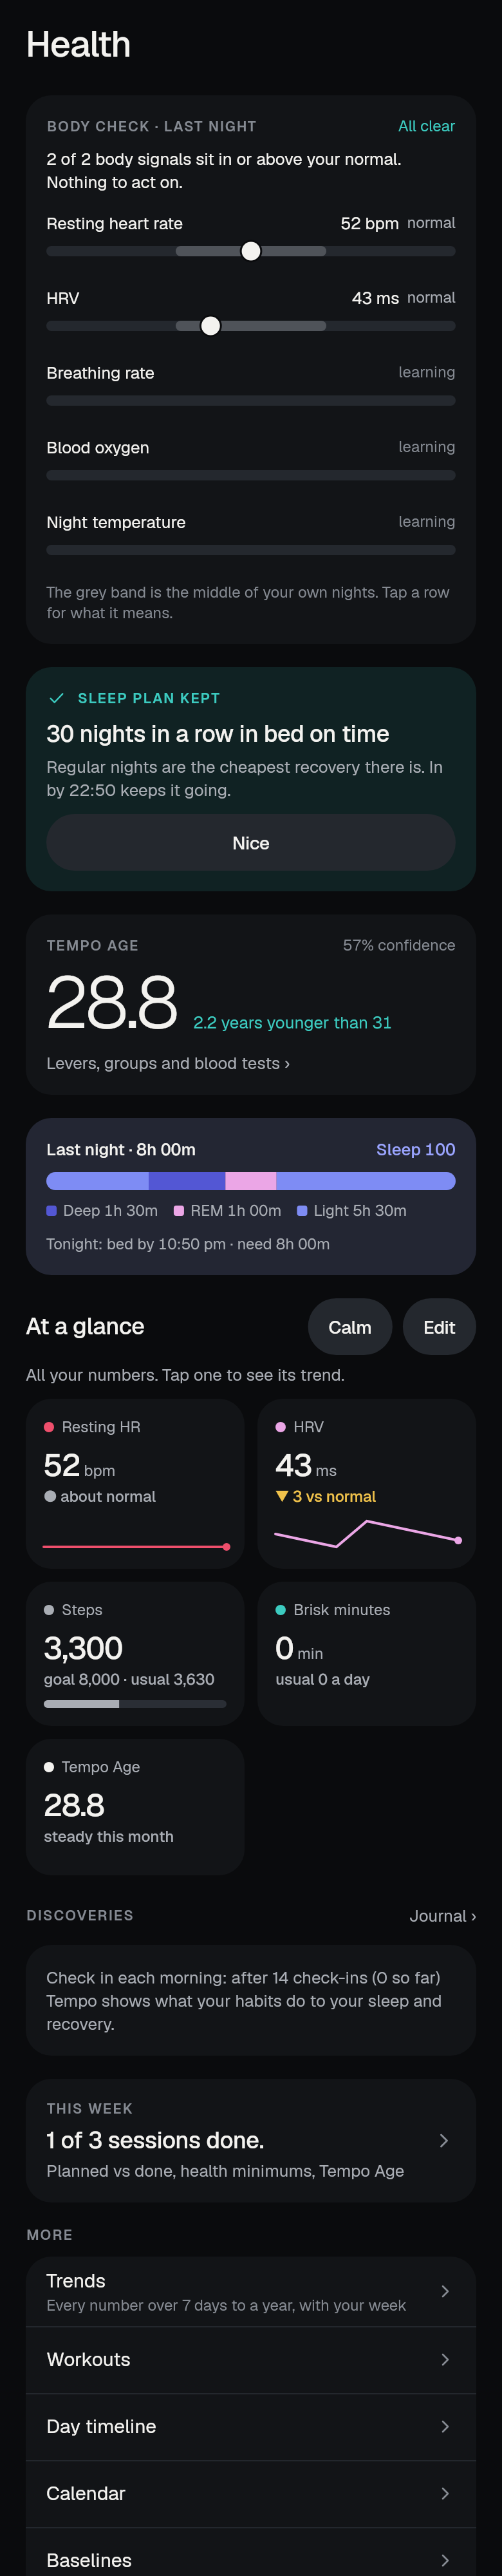 Health
BODY CHECK · LAST NIGHT
All clear
2 of 2 body signals sit in or above your normal.
Nothing to act on.
Resting heart rate
52 bpm normal
HRV
43 ms normal
Breathing rate
learning
Blood oxygen
learning
Night temperature
learning
The grey band is the middle of your own nights. Tap a row
for what it means.
SLEEP PLAN KEPT
30 nights in a row in bed on time
Regular nights are the cheapest recovery there is. In
by 22:50 keeps it going.
Nice
TEMPO AGE
57% confidence
28.8
2.2 years younger than 31
Levers, groups and blood tests ›
Last night · 8h 00m
Sleep 100
Deep 1h 30m
REM 1h 00m
Light 5h 30m
Tonight: bed by 10:50 pm · need 8h 00m
At a glance
Calm
Edit
All your numbers. Tap one to see its trend.
Resting HR
52 bpm
about normal
HRV
43 ms
▼ 3 vs normal
Steps
3,300
goal 8,000 · usual 3,630
Brisk minutes
0 min
usual 0 a day
Tempo Age
28.8
steady this month
DISCOVERIES
Journal ›
Check in each morning: after 14 check-ins (0 so far)
Tempo shows what your habits do to your sleep and
recovery.
THIS WEEK
1 of 3 sessions done.
Planned vs done, health minimums, Tempo Age
MORE
Trends
Every number over 7 days to a year, with your week
Workouts
Day timeline
Calendar
Baselines